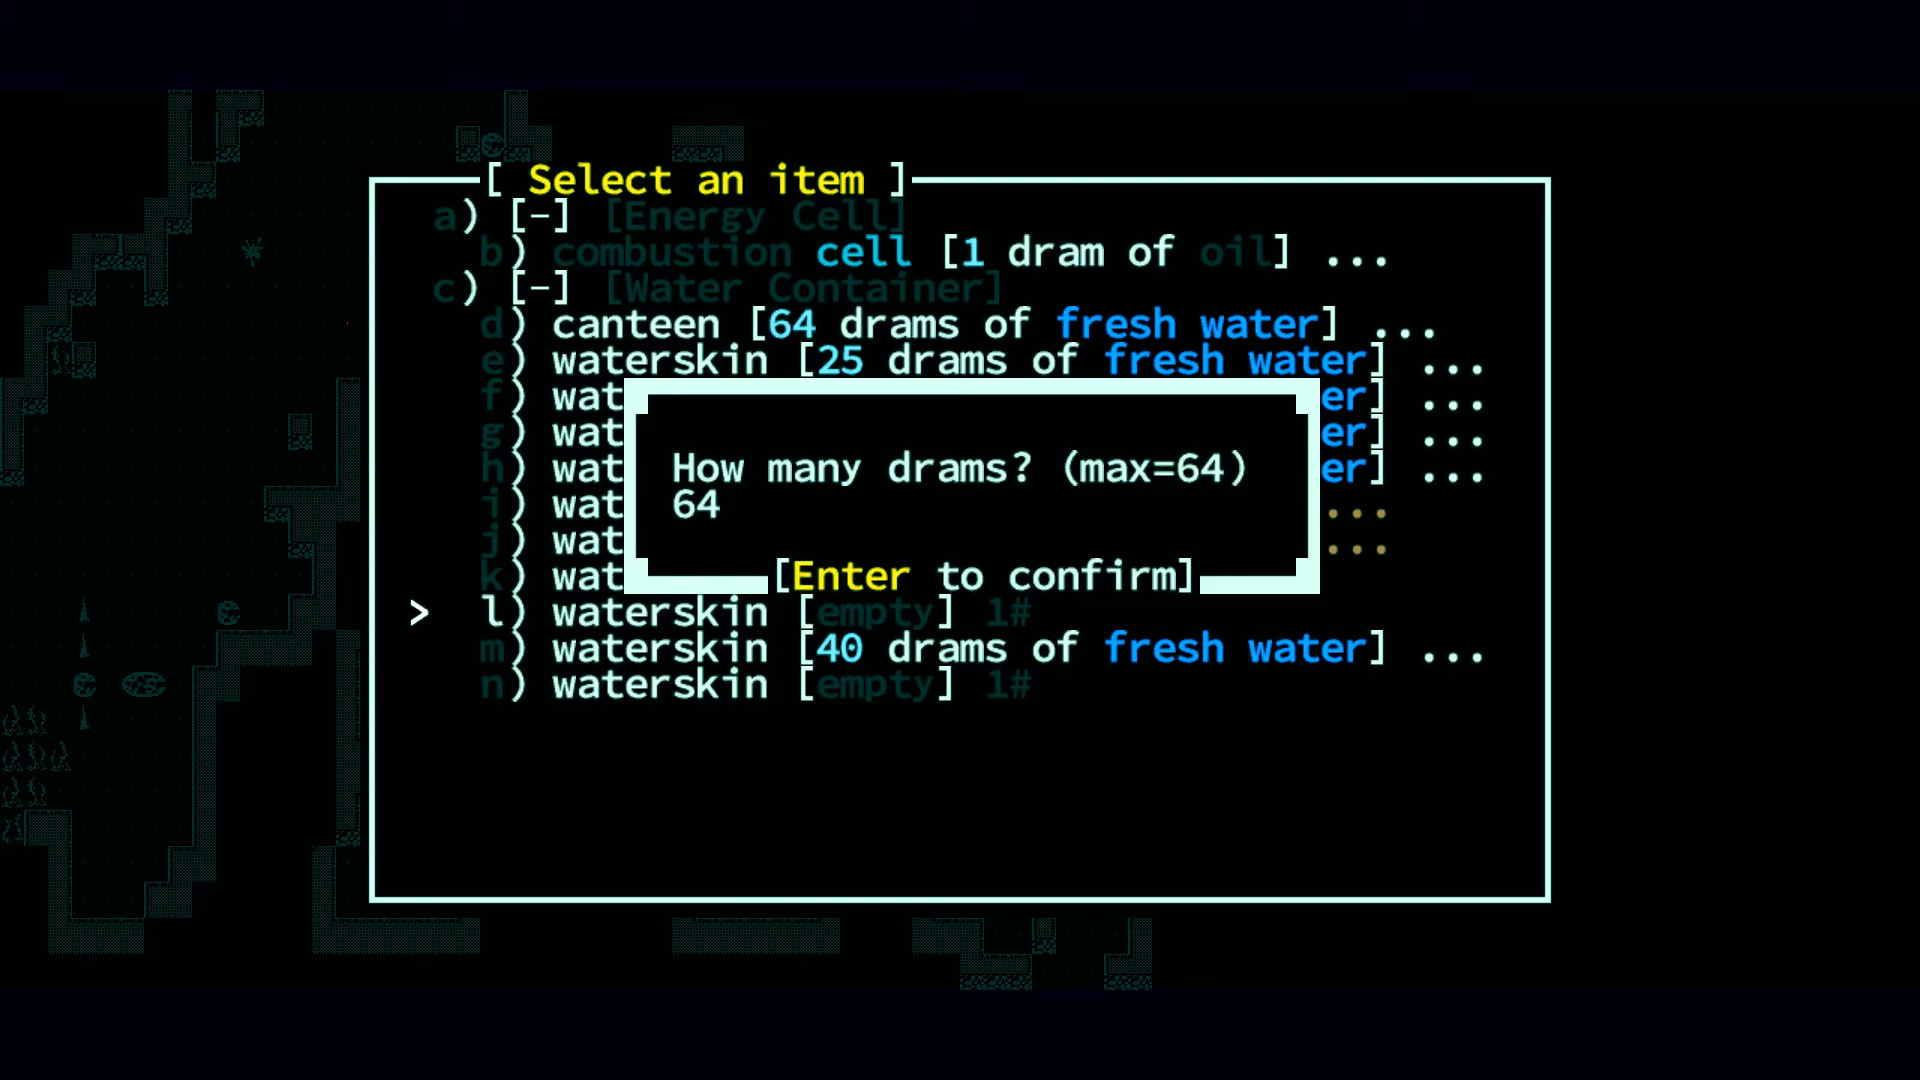 [ Select an item ]
a) [-] [Energy Cell]
b) combustion cell [1 dram of oil] ...
c) [-] [Water Container]
d) canteen [64 drams of fresh water] ...
e) waterskin [25 drams of fresh water] ...
f) wat er] ...
g) wat er] ...
h) wat er] ...
i) wat ...
j) wat ...
k) wat
> l) waterskin [empty] 1#
m) waterskin [40 drams of fresh water] ...
n) waterskin [empty] 1#
How many drams? (max=64)
64
[Enter to confirm]